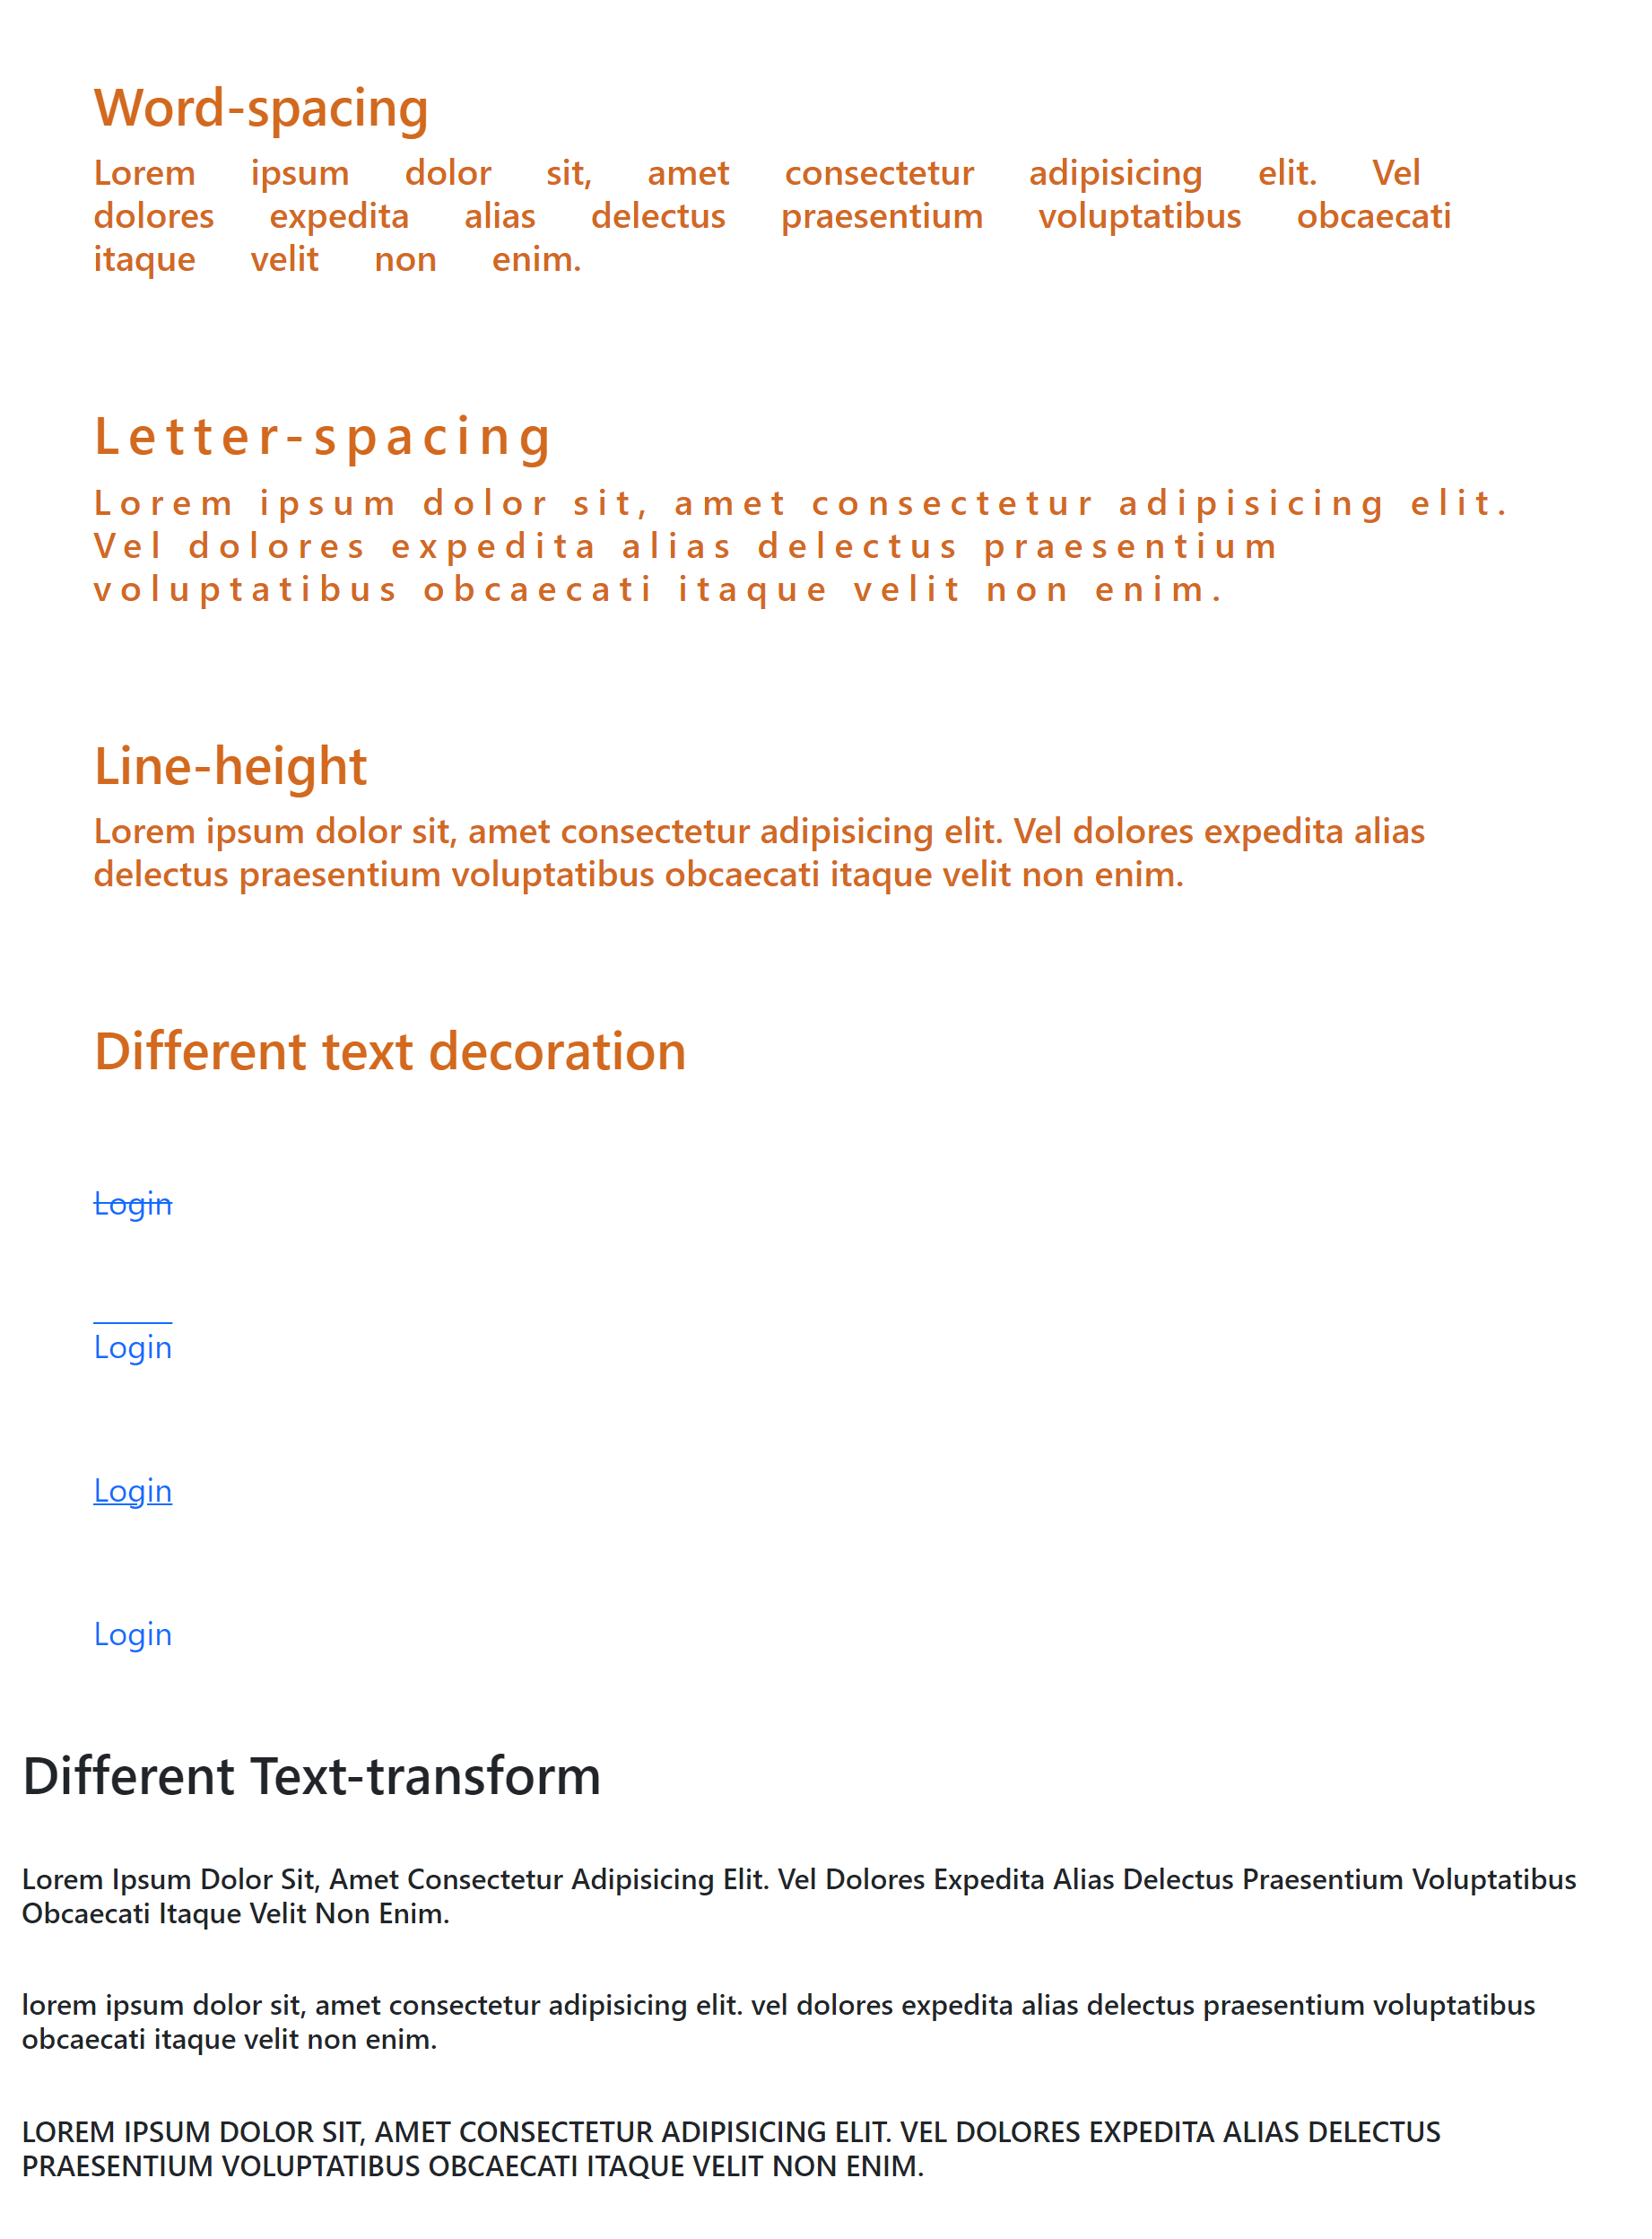 Word-spacing
Lorem ipsum dolor sit, amet consectetur adipisicing elit. Vel
dolores expedita alias delectus praesentium voluptatibus obcaecati
itaque velit non enim.
Letter-spacing
Lorem ipsum dolor sit, amet consectetur adipisicing elit.
Vel dolores expedita alias delectus praesentium
voluptatibus obcaecati itaque velit non enim.
Line-height
Lorem ipsum dolor sit, amet consectetur adipisicing elit. Vel dolores expedita alias
delectus praesentium voluptatibus obcaecati itaque velit non enim.
Different text decoration
Login
Login
Login
Login
Different Text-transform
Lorem Ipsum Dolor Sit, Amet Consectetur Adipisicing Elit. Vel Dolores Expedita Alias Delectus Praesentium Voluptatibus
Obcaecati Itaque Velit Non Enim.
lorem ipsum dolor sit, amet consectetur adipisicing elit. vel dolores expedita alias delectus praesentium voluptatibus
obcaecati itaque velit non enim.
LOREM IPSUM DOLOR SIT, AMET CONSECTETUR ADIPISICING ELIT. VEL DOLORES EXPEDITA ALIAS DELECTUS
PRAESENTIUM VOLUPTATIBUS OBCAECATI ITAQUE VELIT NON ENIM.